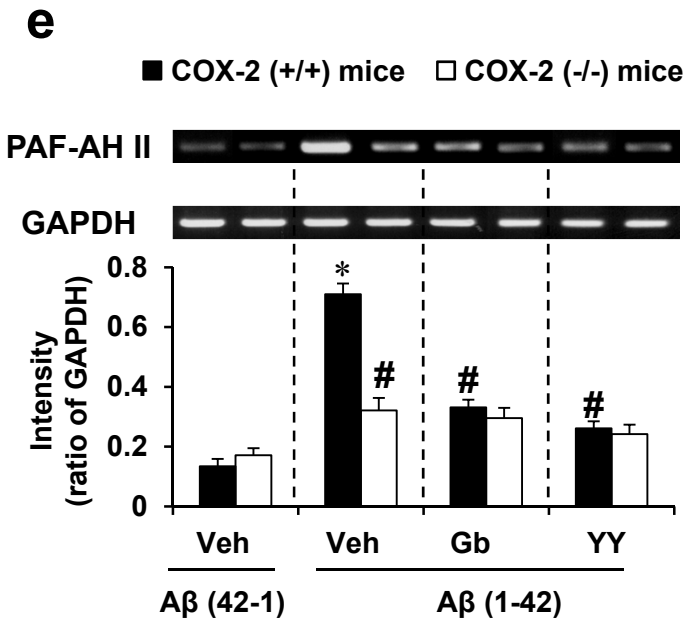 e
COX-2 (+/+) mice COX-2 (-/-) mice
PAF-AH II
GAPDH
Intensity
(ratio of GAPDH)
0.8
0.6
0.4
0.2
0
*
#
#
#
Veh Veh Gb YY
Aβ (42-1) Aβ (1-42)